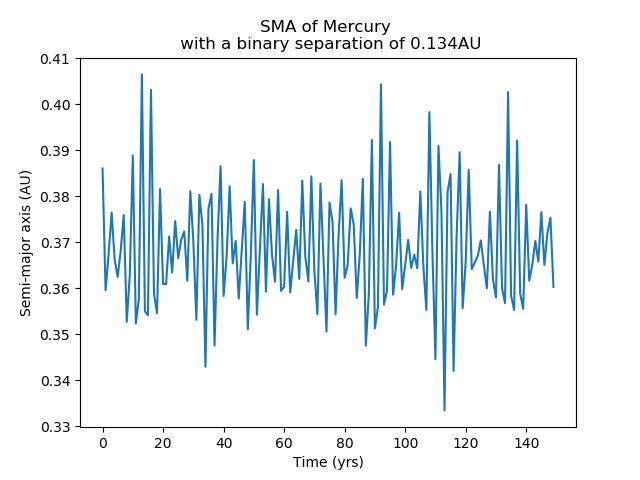 SMA of Mercury
with a binary separation of 0.134AU
0.41
0.40
0.39
0.38
0.37
0.36
0.35
0.34
0.33
Semi-major axis (AU)
0 20 40 60 80 100 120 140
Time (yrs)